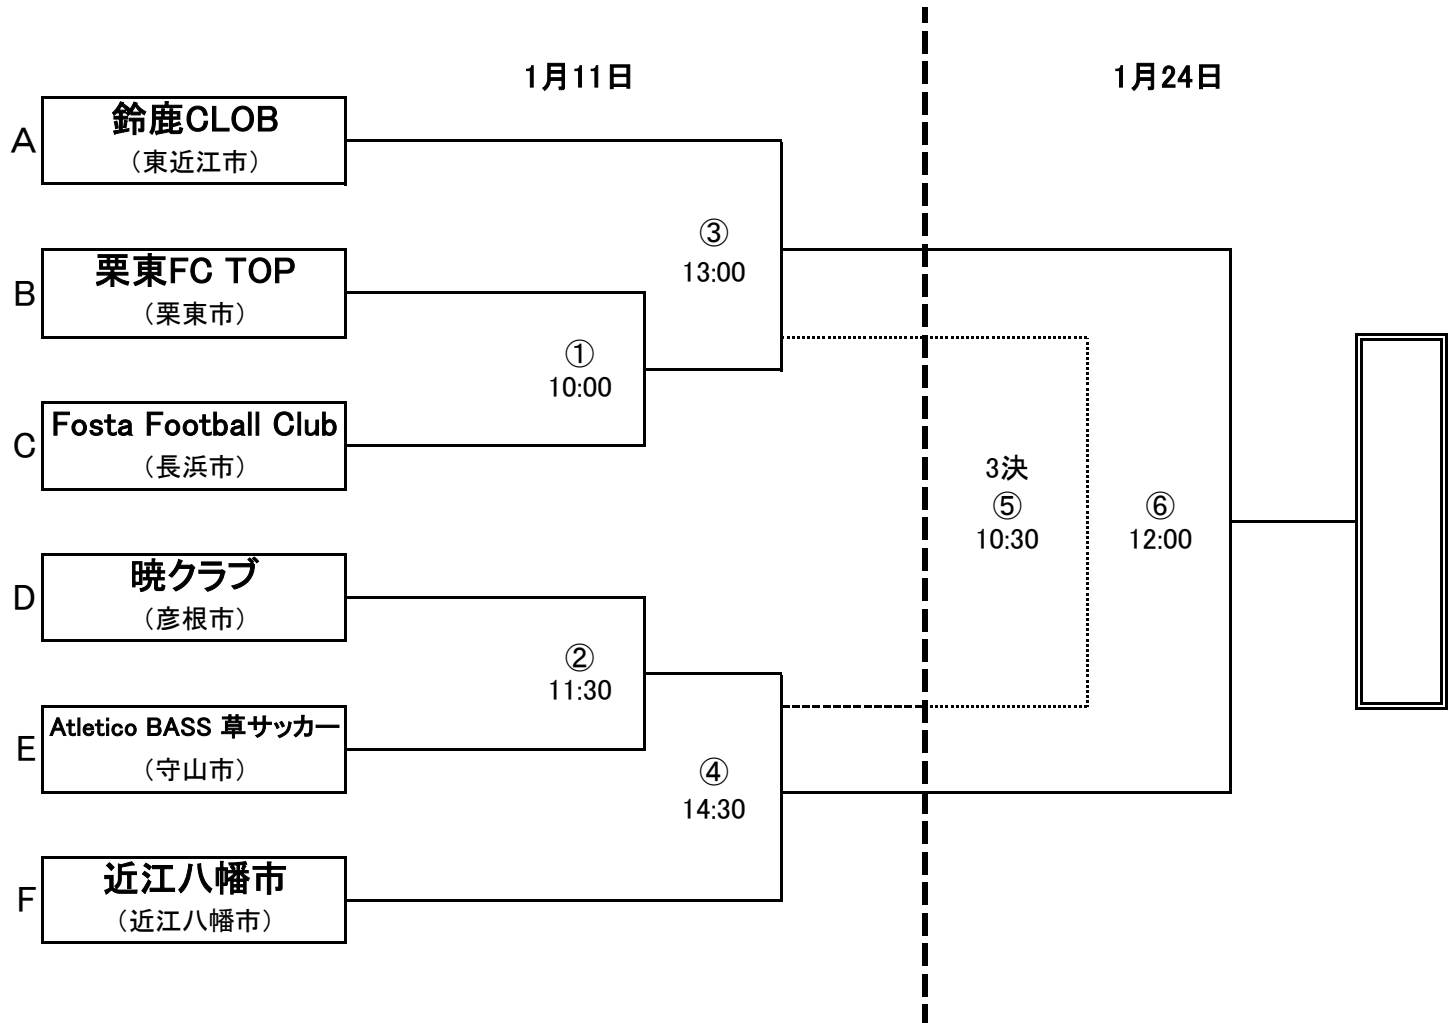 1月11日
1月24日
A
鈴鹿CLOB
（東近江市）
③
13:00
B
栗東FC TOP
（栗東市）
①
10:00
C
Fosta Football Club
（長浜市）
3決
⑤
10:30
⑥
12:00
D
暁クラブ
（彦根市）
②
11:30
E
Atletico BASS 草サッカー
（守山市）
④
14:30
F
近江八幡市
（近江八幡市）